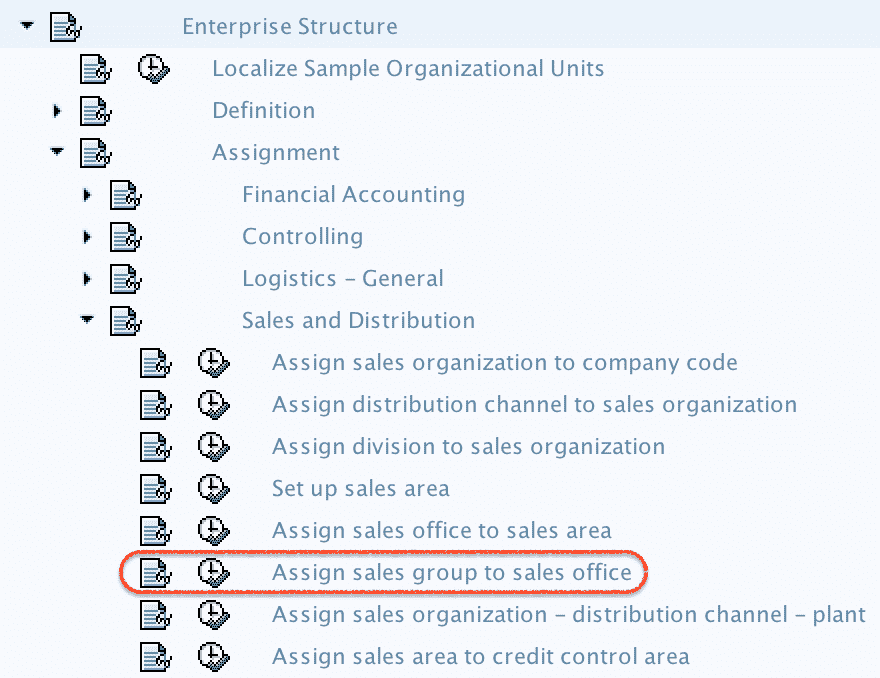 Enterprise Structure
Localize Sample Organizational Units
Definition
Assignment
Financial Accounting
Controlling
Logistics – General
Sales and Distribution
Assign sales organization to company code
Assign distribution channel to sales organization
Assign division to sales organization
Set up sales area
Assign sales office to sales area
Assign sales group to sales office
Assign sales organization – distribution channel – plant
Assign sales area to credit control area